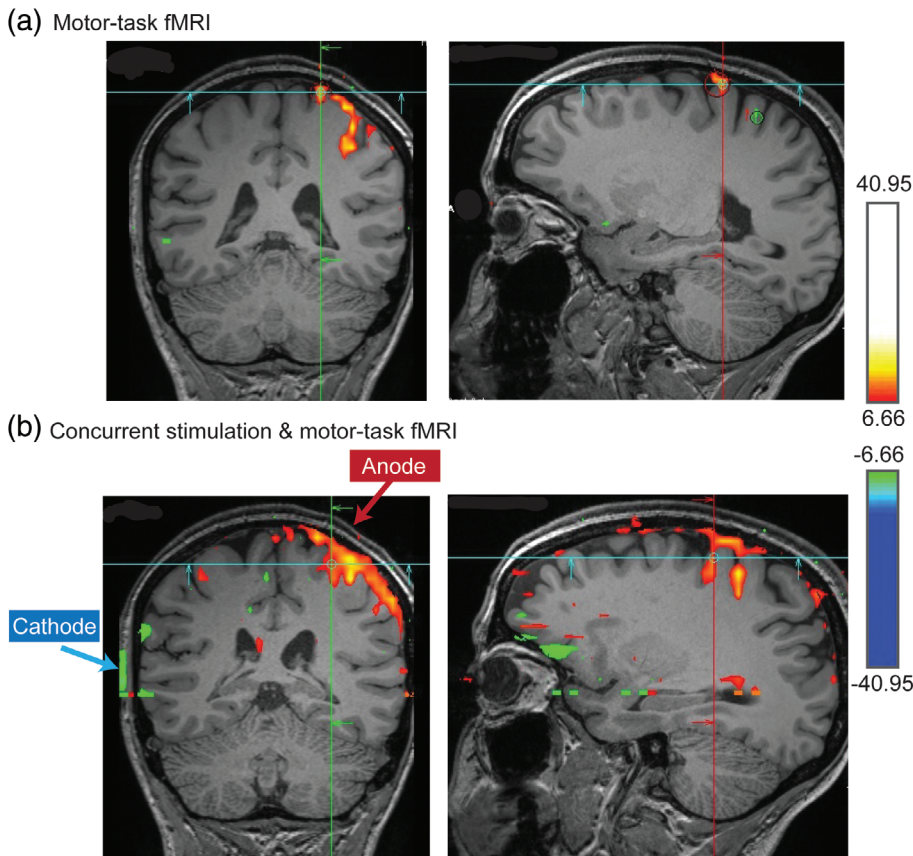 (a) Motor-task fMRI
40.95
6.66
(b) Concurrent stimulation & motor-task fMRI
-6.66
Anode
Cathode
-40.95
A